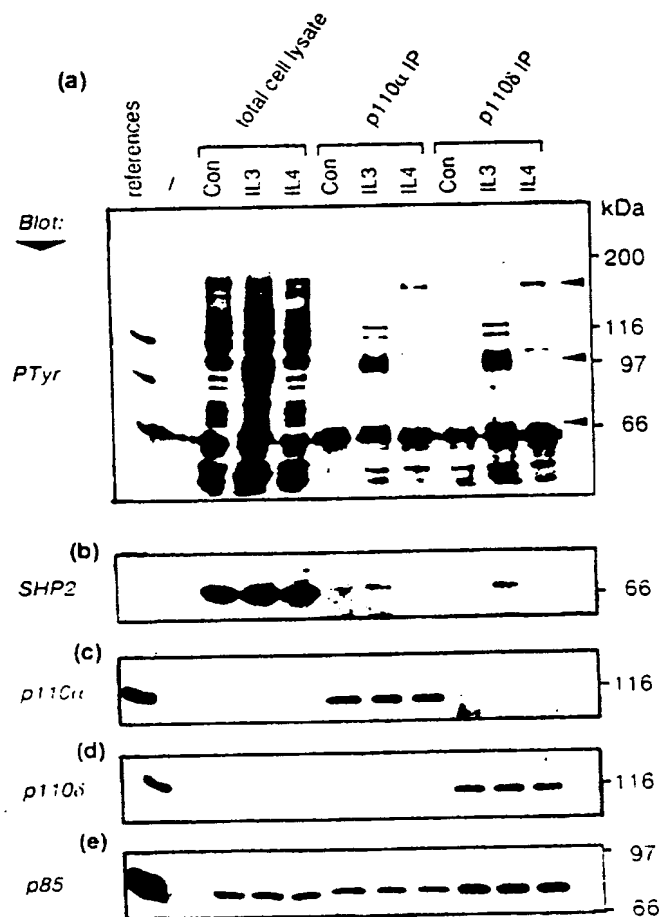 (a)
total cell lysate
p110α IP
p110δ IP
references
/
Con
IL3
IL4
Con
IL3
IL4
Con
IL3
IL4
kDa
Blot:
200
116
PTyr
97
66
(b)
SHP2
66
(c)
p110α
116
(d)
p110δ
116
(e)
97
p85
66